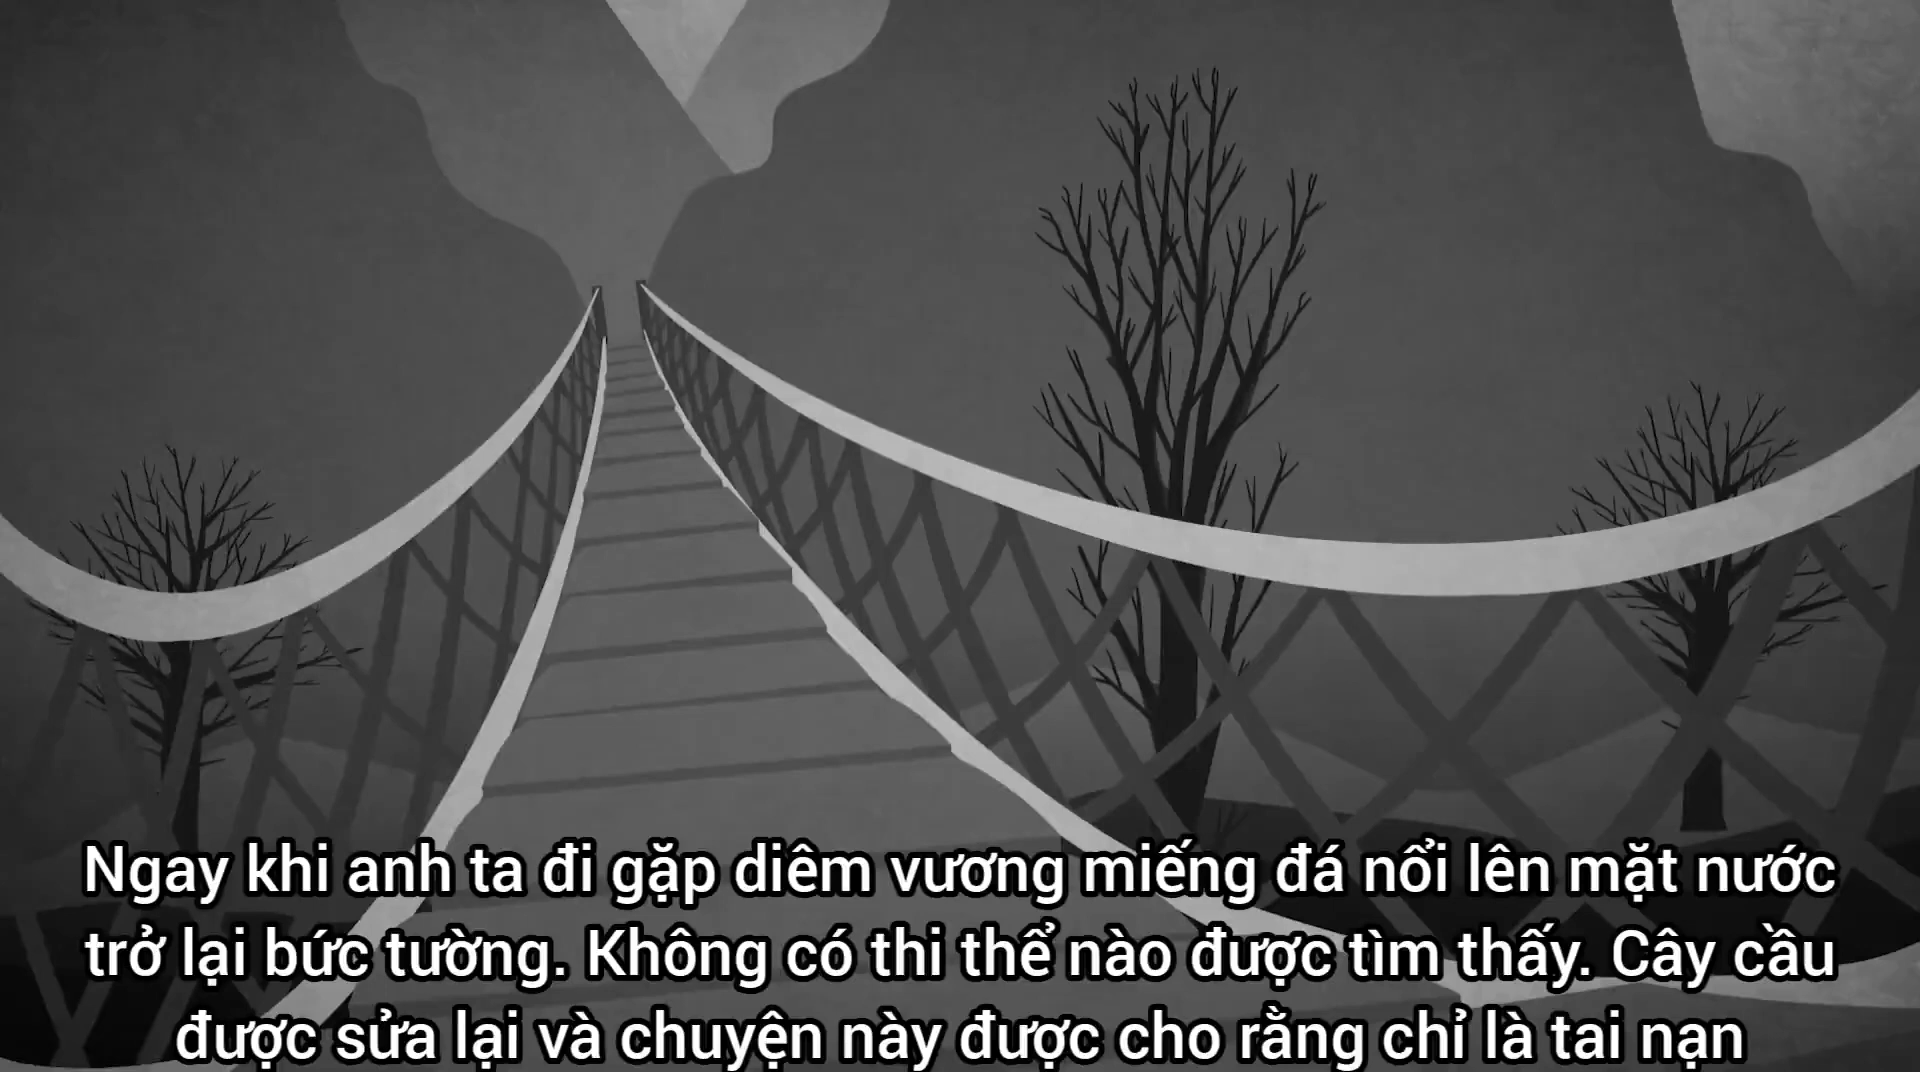 Ngay khi anh ta đi gặp diêm vương miếng đá nổi lên mặt nước
trở lại bức tường. Không có thi thể nào được tìm thấy. Cây cầu
được sửa lại và chuyện này được cho rằng chỉ là tai nạn